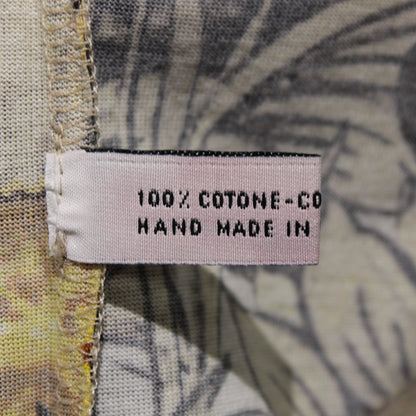 100% COTONE-CO
HAND MADE IN